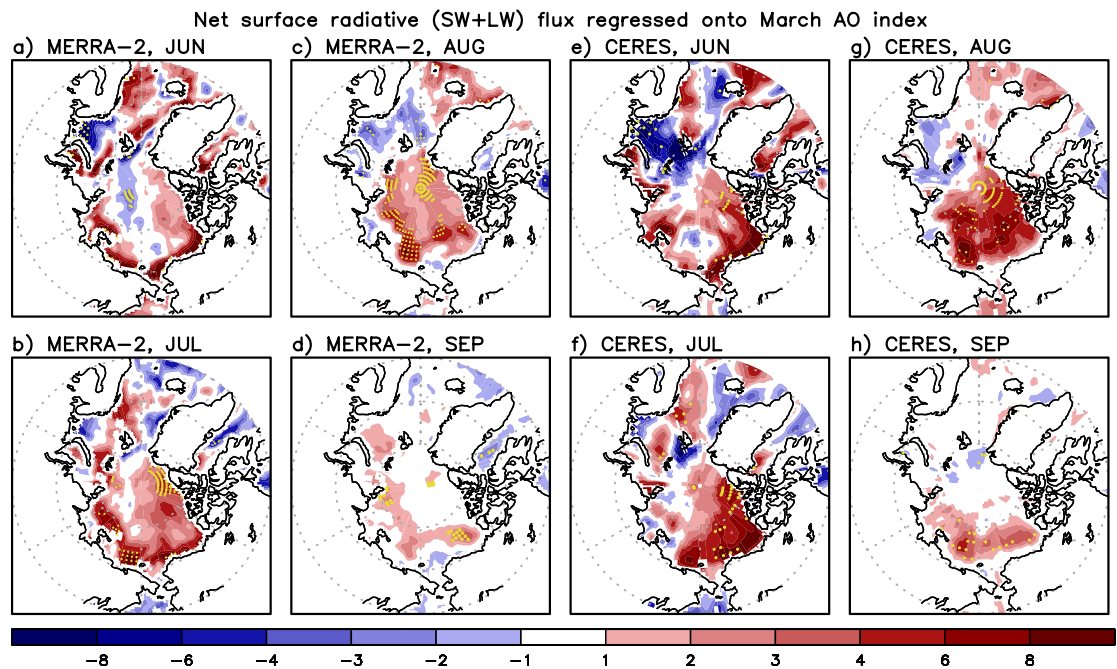 Net surface radiative (SW+LW) flux regressed onto March AO index
a) MERRA-2, JUN
c) MERRA-2, AUG
e) CERES, JUN
g) CERES, AUG
b) MERRA-2, JUL
d) MERRA-2, SEP
f) CERES, JUL
h) CERES, SEP
-8 -6 -4 -3 -2 -1 1 2 3 4 6 8